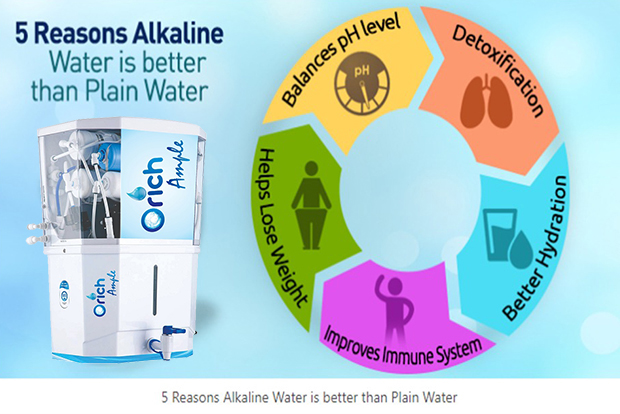 5 Reasons Alkaline
Water is better
than Plain Water
Orich
Ample
Orich
Ample
Balances pH level
pH
Detoxification
Better Hydration
Improves Immune System
Helps Lose Weight
5 Reasons Alkaline Water is better than Plain Water